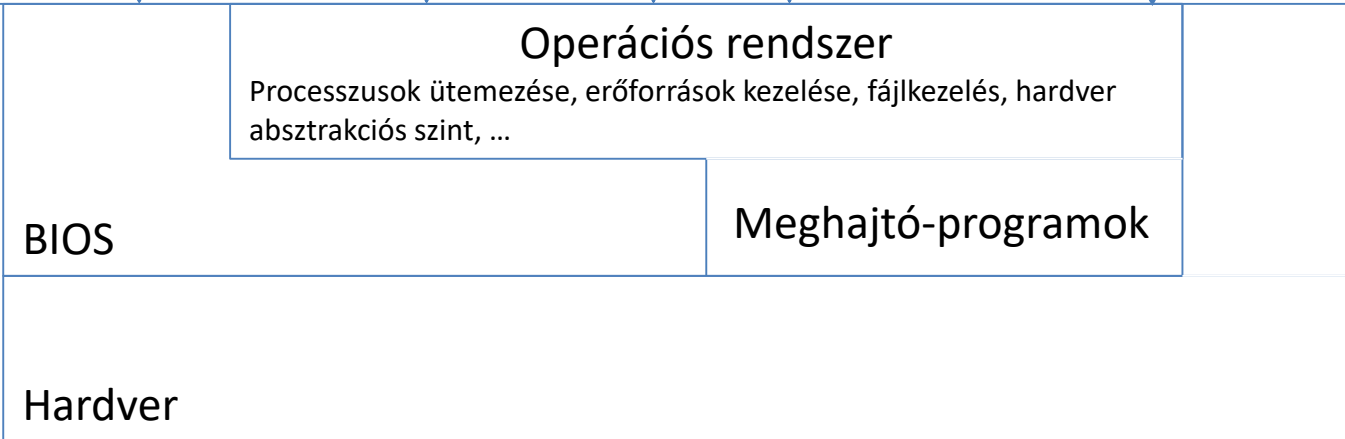 Operációs rendszer
Processzusok ütemezése, erőforrások kezelése, fájlkezelés, hardver
absztrakciós szint, …
Meghajtó-programok
BIOS
Hardver